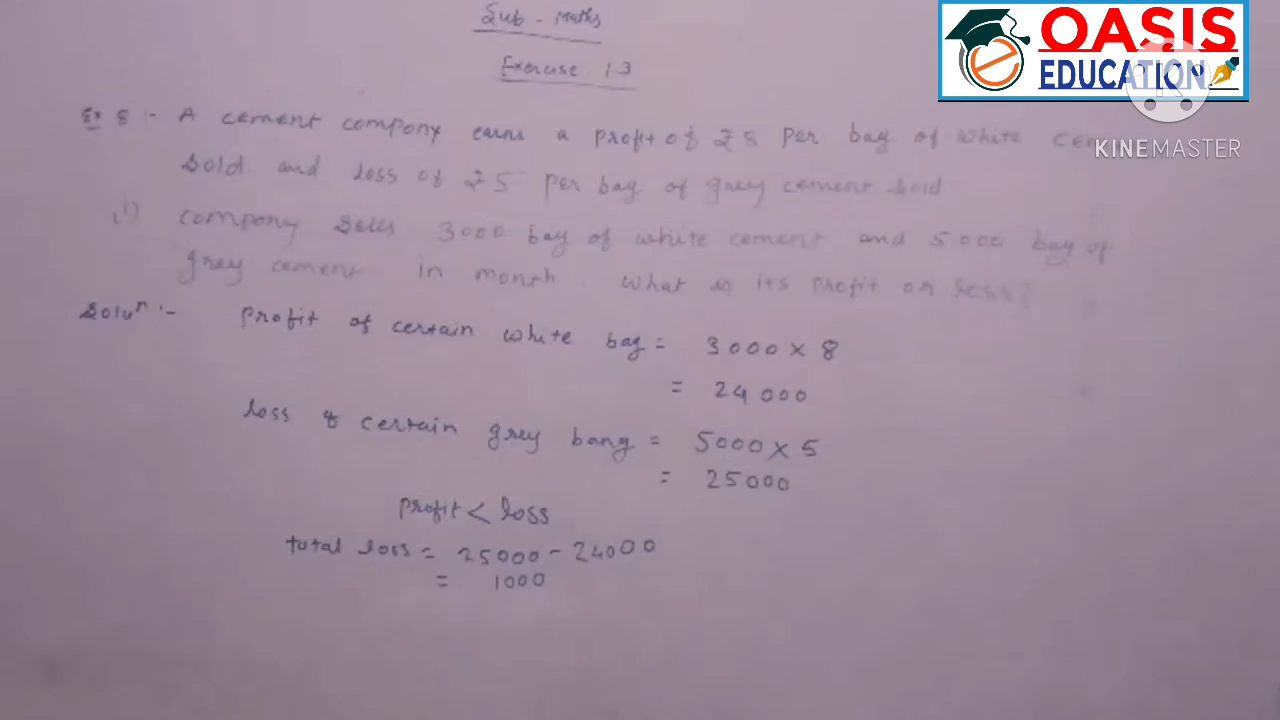 Sub - Maths
Exercise 1.3
OASIS
EDUCATION
KINEMASTER
Ex 8 :- A cement company earns a profit of ₹ 8 per bag of white cem
sold and loss of ₹ 5 per bag of grey cement sold
(i) company sells 3000 bag of white cement and 5000 bag of
grey cement in month. What is its profit or loss?
Solun :- profit of certain white bag = 3000 × 8
= 24000
loss of certain grey bang = 5000 × 5
= 25000
profit < loss
total loss = 25000 - 24000
= 1000